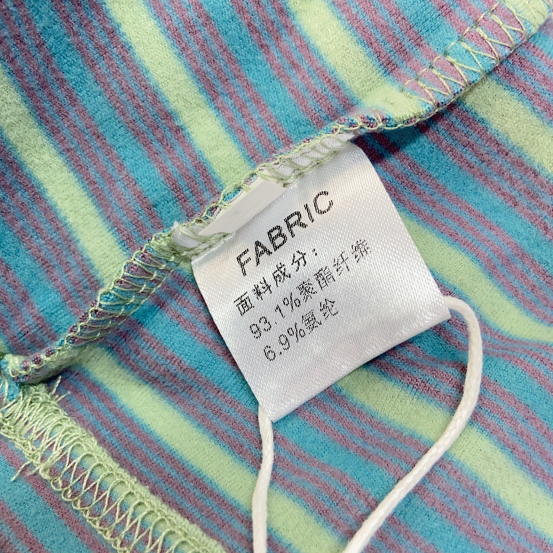 FABRIC
面料成分：
93.1%聚酯纤维
6.9%氨纶